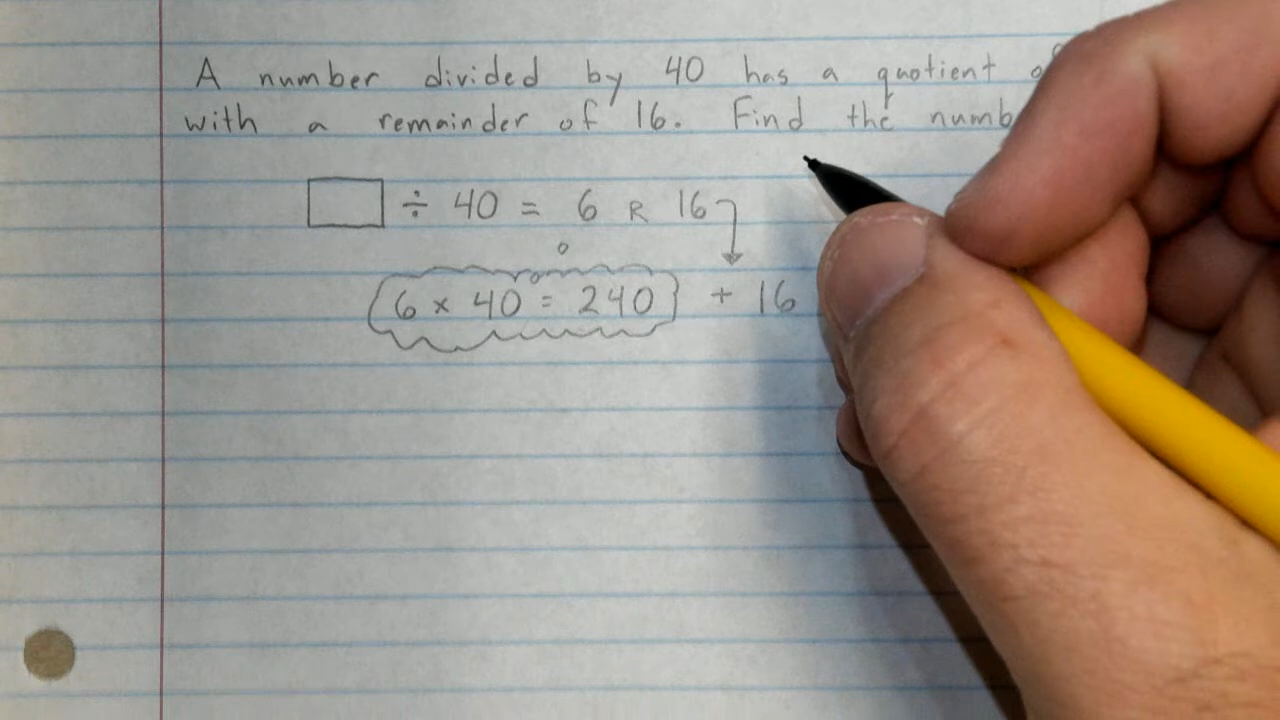 A number divided by 40 has a quotient
with a remainder of 16. Find the
□ ÷ 40 = 6 R 16
6 × 40 = 240 + 16